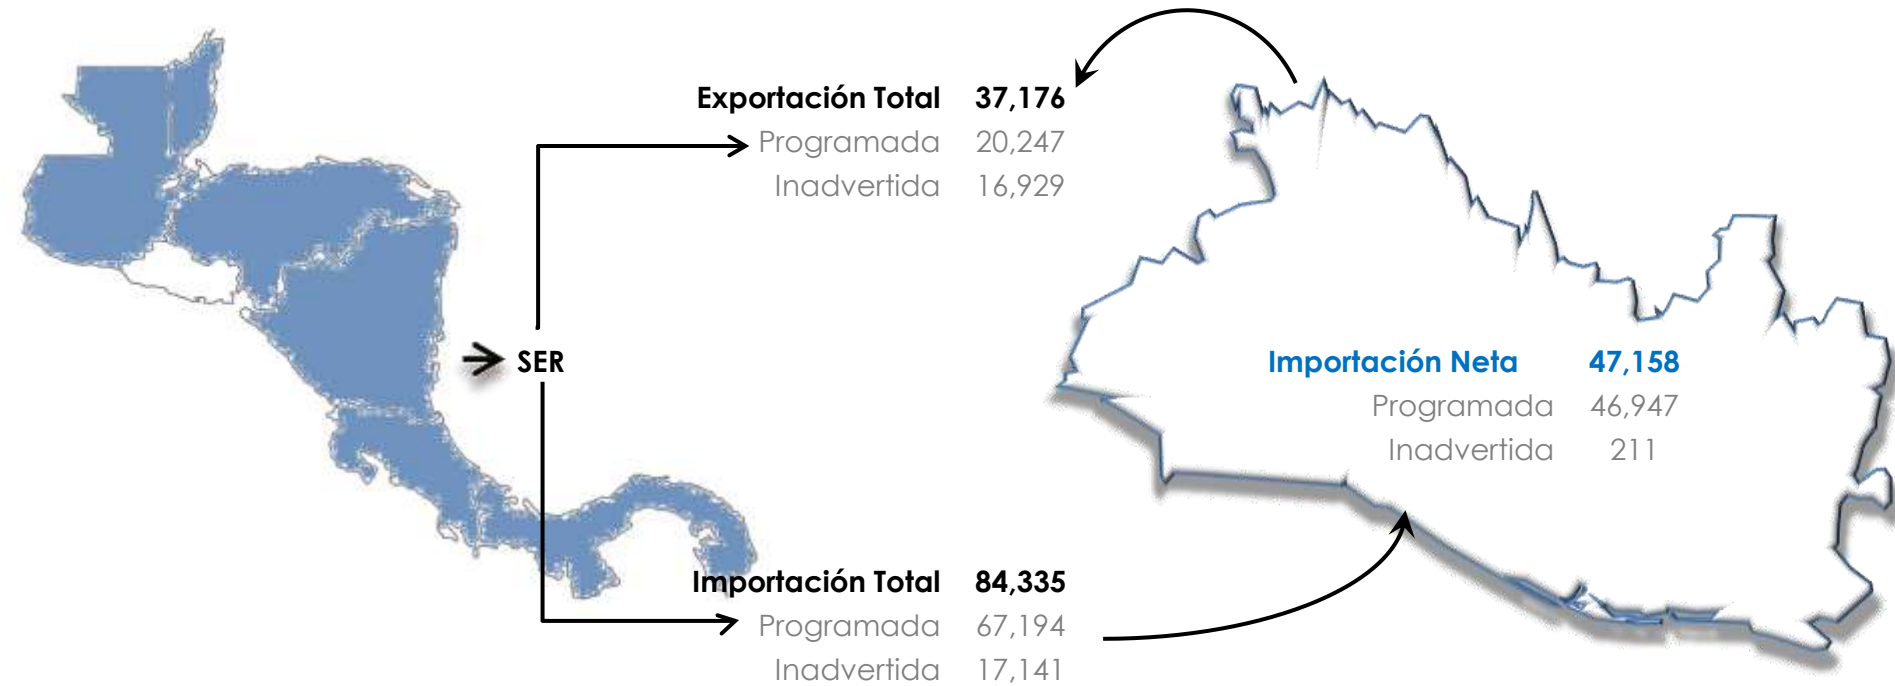 Exportación Total 37,176
Programada 20,247
Inadvertida 16,929
SER
Importación Neta 47,158
Programada 46,947
Inadvertida 211
Importación Total 84,335
Programada 67,194
Inadvertida 17,141